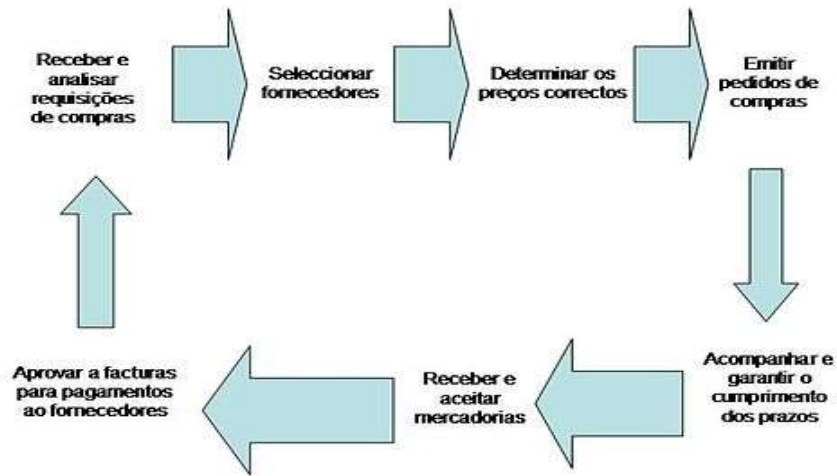 Receber e
analisar
requisições
de compras
Seleccionar
fornecedores
Determinar os
preços correctos
Emitir
pedidos de
compras
Acompanhar e
garantir o
cumprimento
dos prazos
Receber e
aceitar
mercadorias
Aprovar a facturas
para pagamentos
ao fornecedores